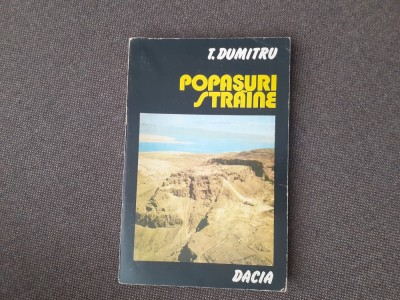 T. DUMITRU
POPASURI
STRĂINE
DACIA